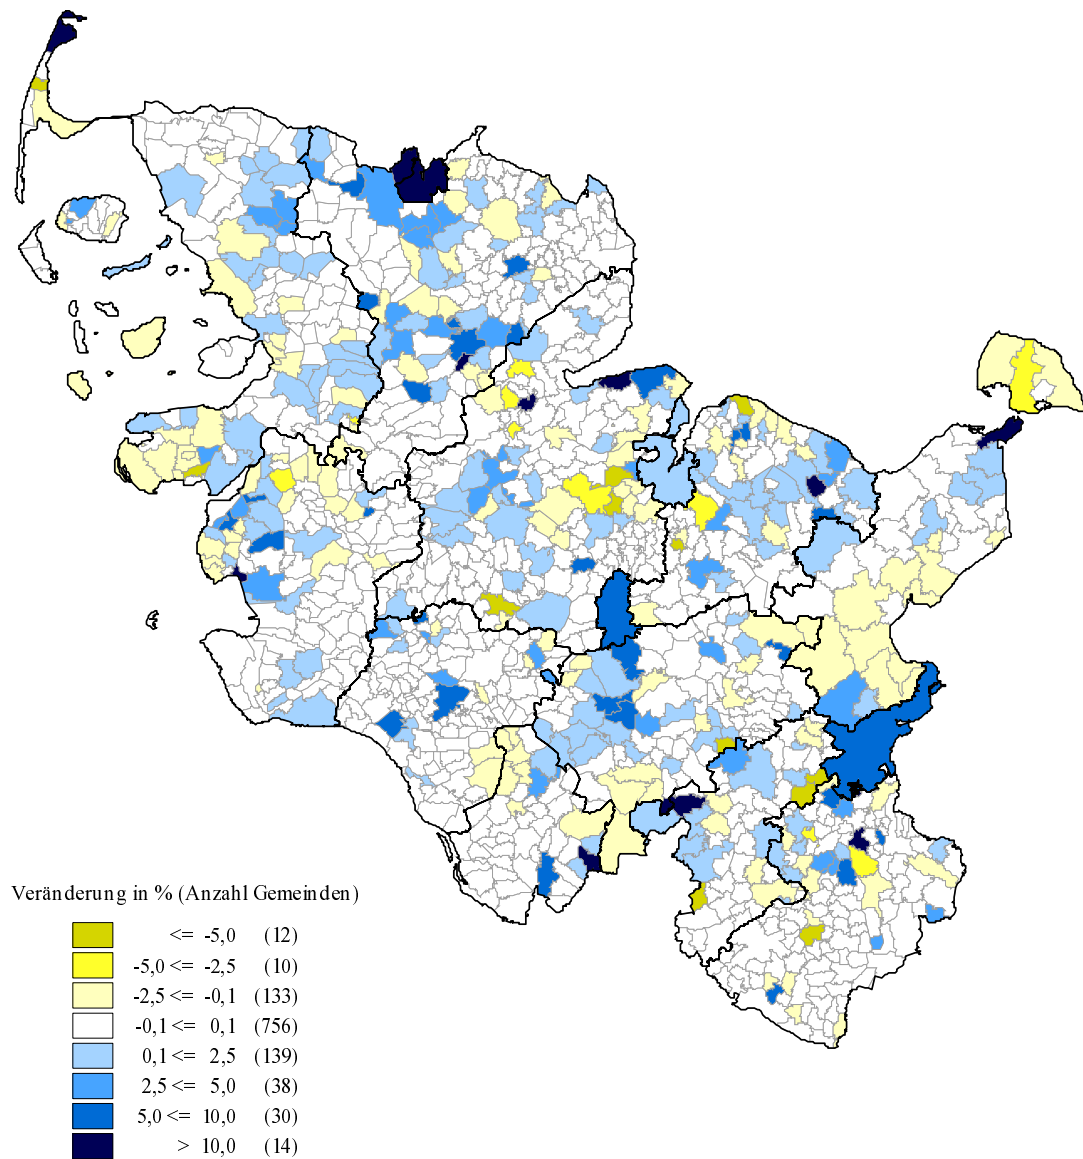 Veränderung in % (Anzahl Gemeinden)
<= -5,0 (12)
-5,0 <= -2,5 (10)
-2,5 <= -0,1 (133)
-0,1 <= 0,1 (756)
0,1 <= 2,5 (139)
2,5 <= 5,0 (38)
5,0 <= 10,0 (30)
> 10,0 (14)